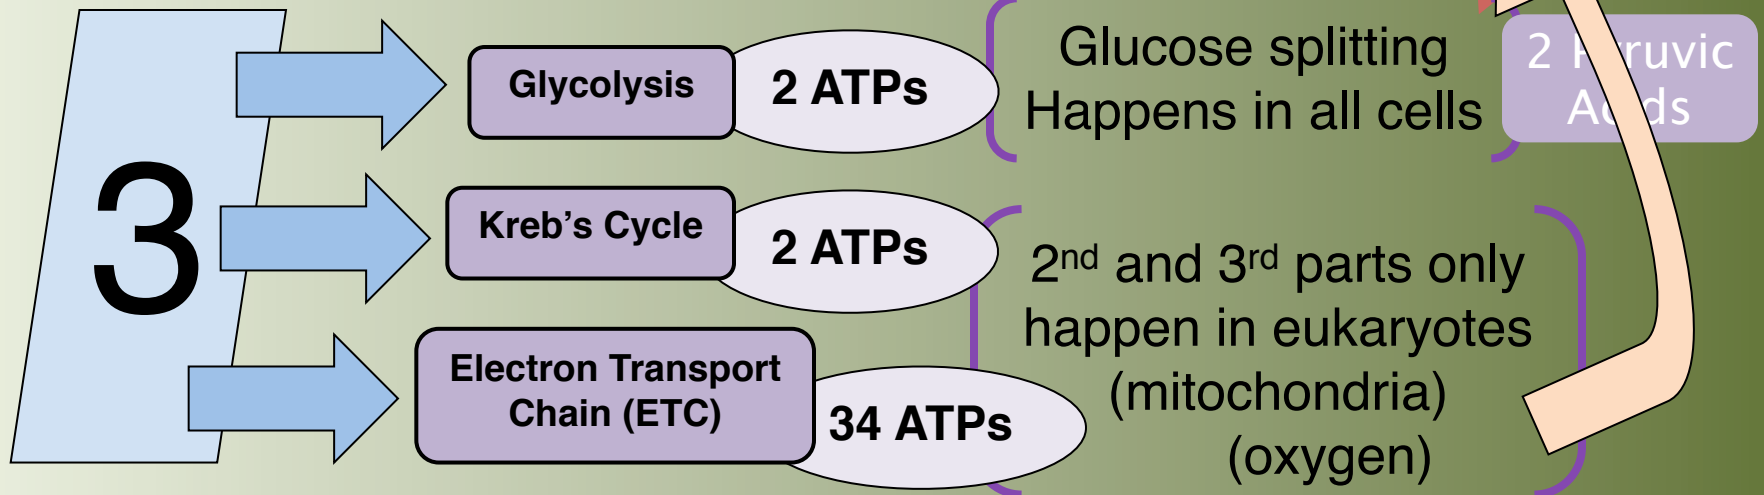 3
Glycolysis
2 ATPs
Glucose splitting
Happens in all cells
2
Kreb’s Cycle
2 ATPs
2nd and 3rd parts only
happen in eukaryotes
(mitochondria)
(oxygen)
Electron Transport
Chain (ETC)
34 ATPs